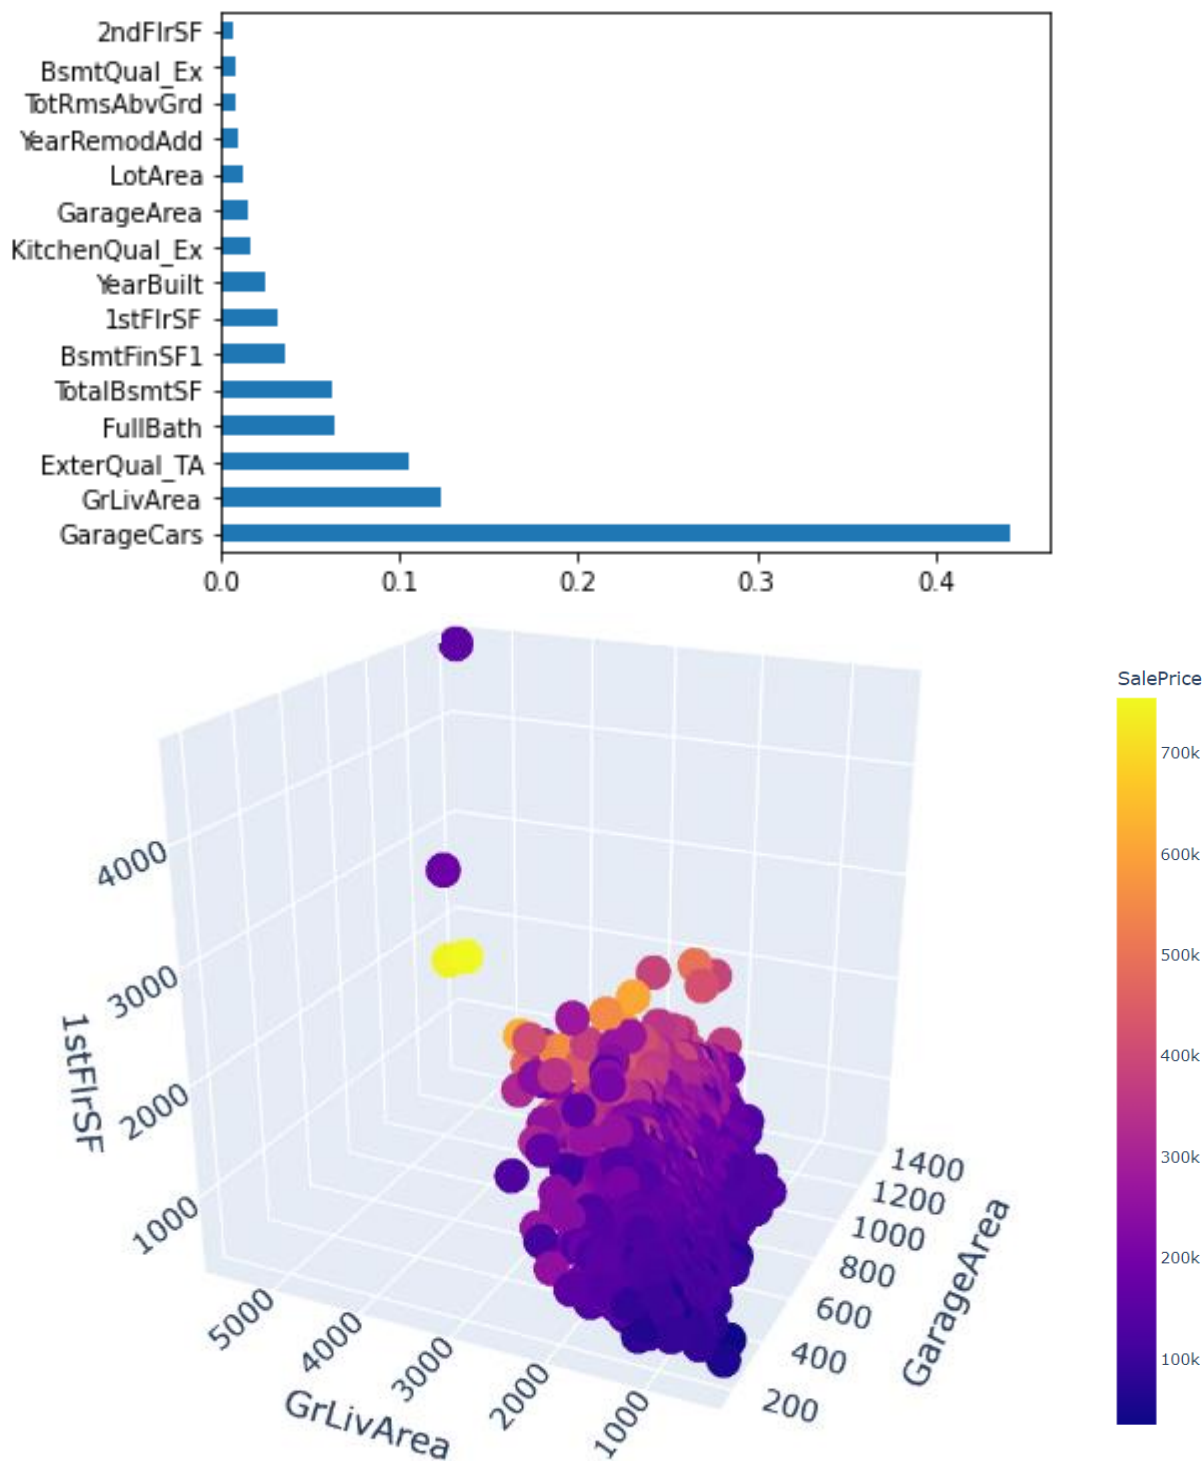 2ndFlrSF
BsmtQual_Ex
TotRmsAbvGrd
YearRemodAdd
LotArea
GarageArea
KitchenQual_Ex
YearBuilt
1stFlrSF
BsmtFinSF1
TotalBsmtSF
FullBath
ExterQual_TA
GrLivArea
GarageCars
0.0 0.1 0.2 0.3 0.4
SalePrice
700k
600k
500k
400k
300k
200k
100k
1stFlrSF
4000
3000
2000
1000
GrLivArea
5000
4000
3000
2000
1000
GarageArea
1400
1200
1000
800
600
400
200